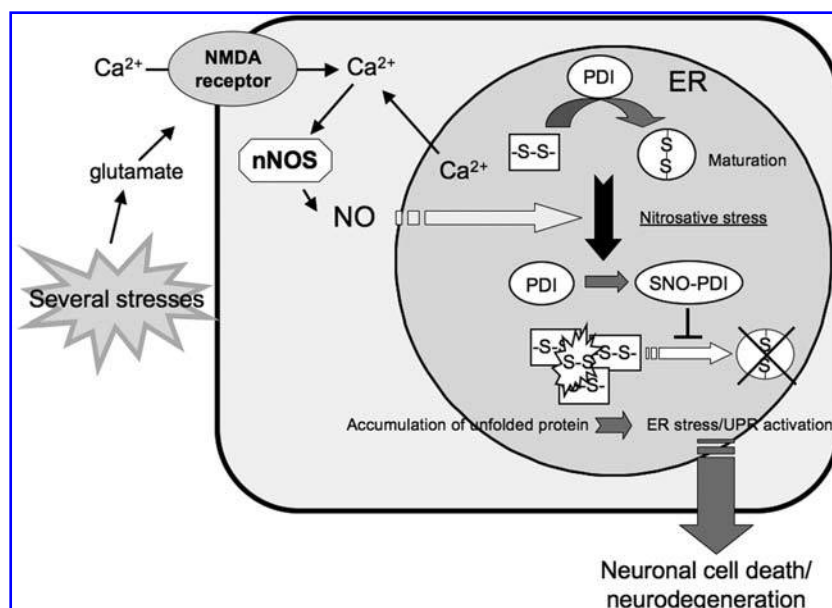 Ca²⁺
NMDA
receptor
Ca²⁺
PDI
ER
-S-S-
S
S
Maturation
nNOS
Ca²⁺
glutamate
NO
Nitrosative stress
Several stresses
PDI
SNO-PDI
-S-S
S-S
-S-S-
-S-S-
S
S
Accumulation of unfolded protein
ER stress/UPR activation
Neuronal cell death/
neurodegeneration